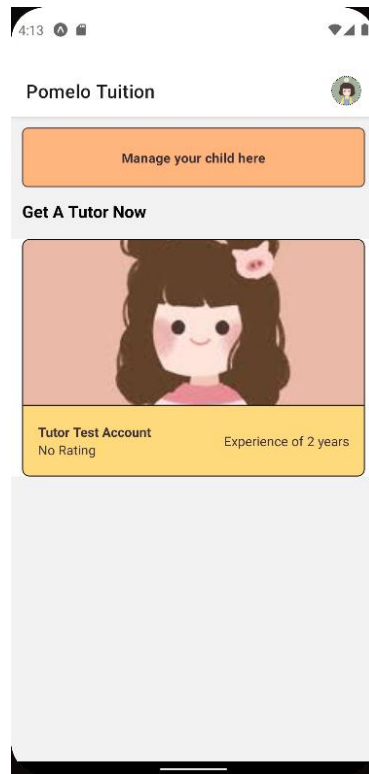 4:13
Pomelo Tuition
Manage your child here
Get A Tutor Now
Tutor Test Account
No Rating
Experience of 2 years